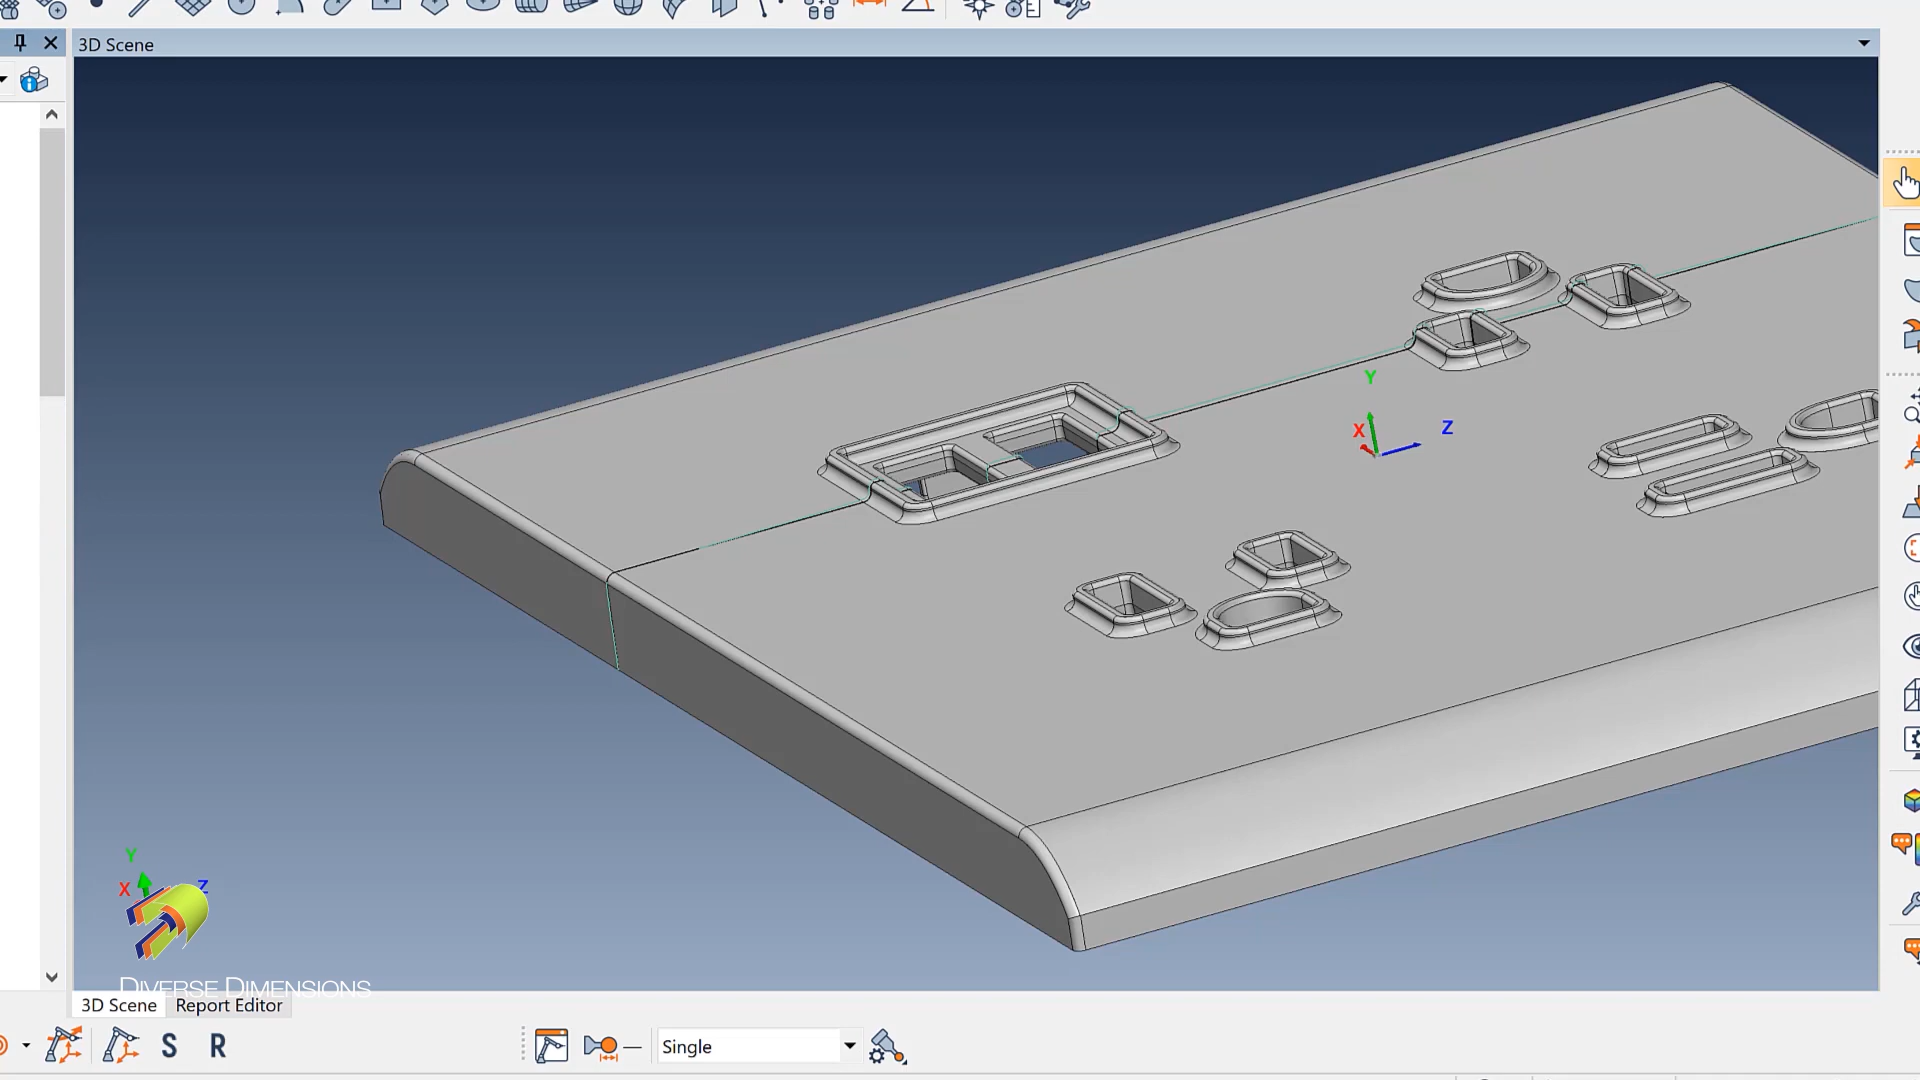 3D Scene
Y
X
Z
Y
X
Z
DIVERSE DIMENSIONS
3D Scene
Report Editor
S
R
Single